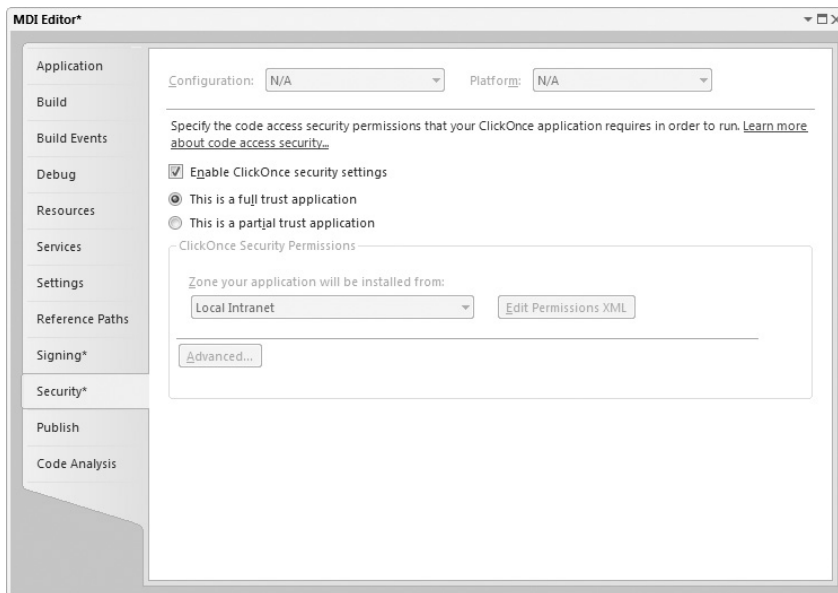 MDI Editor*
Application
Build
Build Events
Debug
Resources
Services
Settings
Reference Paths
Signing*
Security*
Publish
Code Analysis
Configuration: N/A Platform: N/A
Specify the code access security permissions that your ClickOnce application requires in order to run. Learn more
about code access security...
Enable ClickOnce security settings
This is a full trust application
This is a partial trust application
ClickOnce Security Permissions
Zone your application will be installed from:
Local Intranet Edit Permissions XML
Advanced...